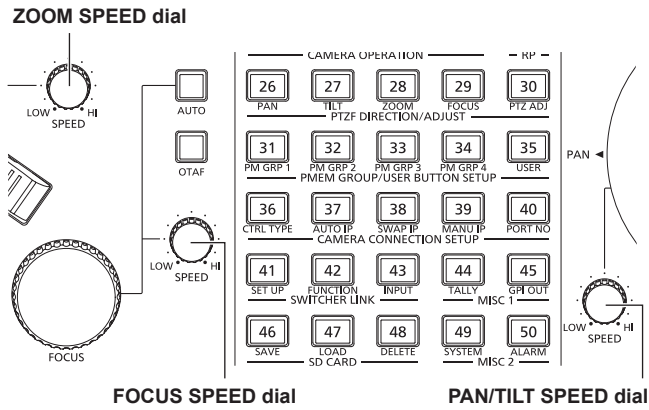 ZOOM SPEED dial
CAMERA OPERATION RP
26 27 28 29 30
PAN TILT ZOOM FOCUS PTZ ADJ
PTZF DIRECTION/ADJUST
LOW HI
SPEED
AUTO
31 32 33 34 35
PM GRP 1 PM GRP 2 PM GRP 3 PM GRP 4 USER
PMEM GROUP/USER BUTTON SETUP
OTAF
PAN
36 37 38 39 40
CTRL TYPE AUTO IP SWAP IP MANU IP PORT NO
CAMERA CONNECTION SETUP
LOW HI
SPEED
41 42 43 44 45
SET UP FUNCTION INPUT TALLY GPI OUT
SWITCHER LINK MISC 1
46 47 48 49 50
SAVE LOAD DELETE SYSTEM ALARM
SD CARD MISC 2
LOW HI
SPEED
FOCUS
FOCUS SPEED dial
PAN/TILT SPEED dial